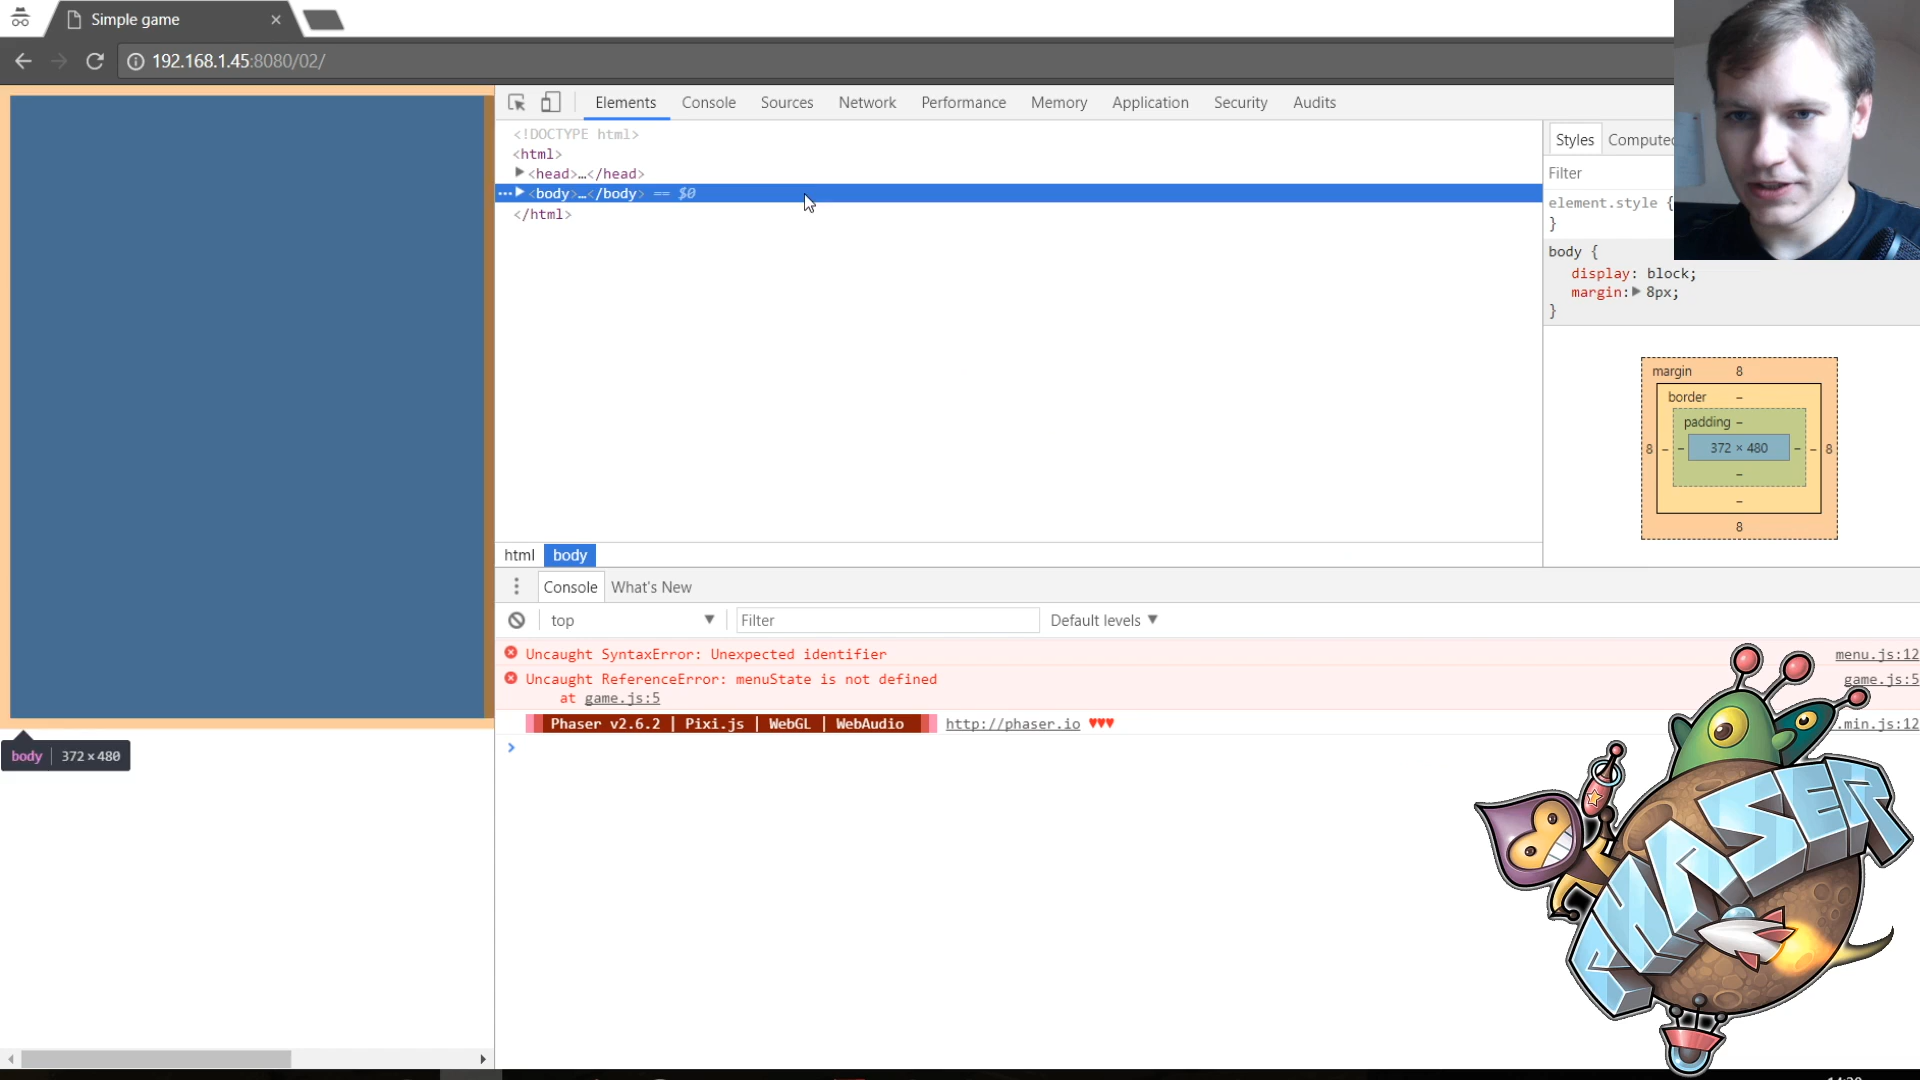 Simple game
192.168.1.45:8080/02/
Elements Console Sources Network Performance Memory Application Security Audits
<!DOCTYPE html>
<html>
<head>…</head>
<body>…</body> == $0
</html>
html body
Styles Computed
Filter
element.style {
}
body {
display: block;
margin: 8px;
}
margin 8
border –
padding –
8 – – 372 × 480 – – 8
–
–
8
body 372 × 480
Console What's New
top Filter Default levels
Uncaught SyntaxError: Unexpected identifier menu.js:12
Uncaught ReferenceError: menuState is not defined game.js:5
at game.js:5
Phaser v2.6.2 | Pixi.js | WebGL | WebAudio http://phaser.io ♥♥♥ .min.js:12
PHASER